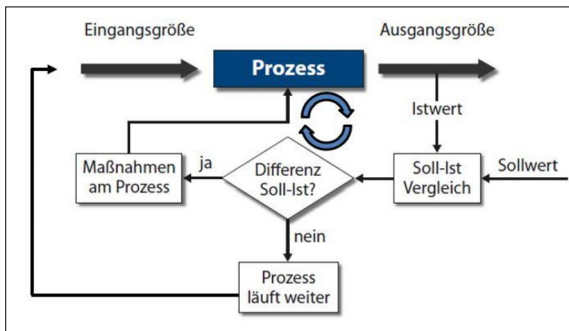 Eingangsgröße
Ausgangsgröße
Prozess
Istwert
Maßnahmen
am Prozess
ja
Differenz
Soll-Ist?
Soll-Ist
Vergleich
Sollwert
nein
Prozess
läuft weiter